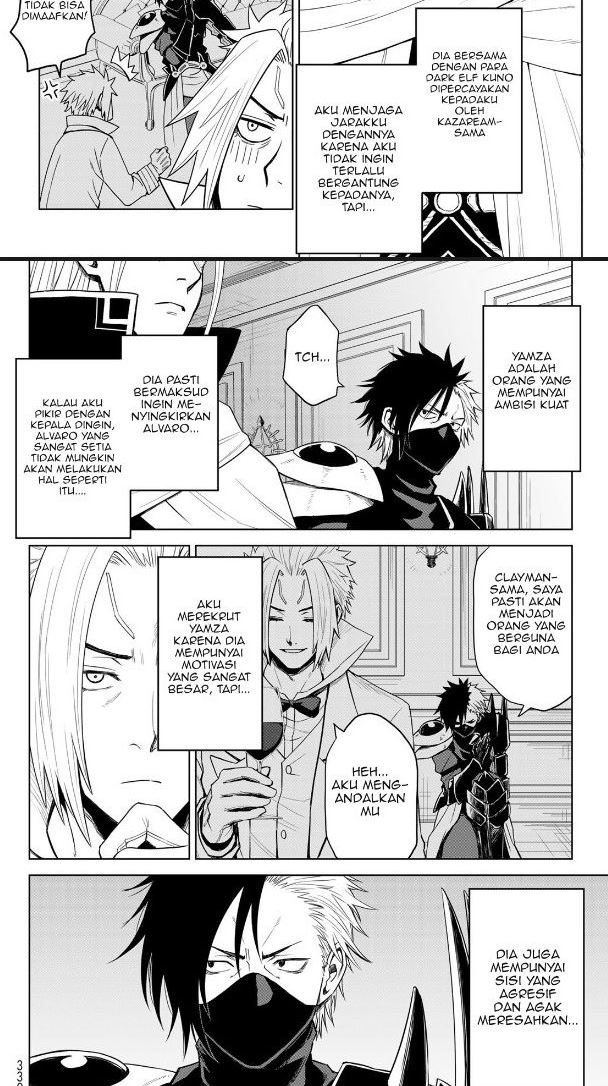 TIDAK BISA
DIMAAFKAN!
DIA BERSAMA
DENGAN PARA
DARK ELF KUNO
DIPERCAYAKAN
KEPADAKU
OLEH
KAZAREAM-
SAMA
AKU MENJAGA
JARAKKU
DENGANNYA
KARENA AKU
TIDAK INGIN
TERLALU
BERGANTUNG
KEPADANYA,
TAPI...
YAMZA
ADALAH
ORANG YANG
MEMPUNYAI
AMBISI KUAT
TCH...
DIA PASTI
BERMAKSUD
INGIN ME-
NYINGKIRKAN
ALVARO...
KALAU AKU
PIKIR DENGAN
KEPALA DINGIN,
ALVARO YANG
SANGAT SETIA
TIDAK MUNGKIN
AKAN MELAKUKAN
HAL SEPERTI
ITU....
CLAYMAN-
SAMA, SAYA
PASTI AKAN
MENJADI
ORANG YANG
BERGUNA
BAGI ANDA
HEH...
AKU MENG-
ANDALKAN
MU
AKU
MEREKRUT
YAMZA
KARENA DIA
MEMPUNYAI
MOTIVASI
YANG SANGAT
BESAR, TAPI...
DIA JUGA
MEMPUNYAI
SISI YANG
AGRESIF
DAN AGAK
MERESAHKAN...